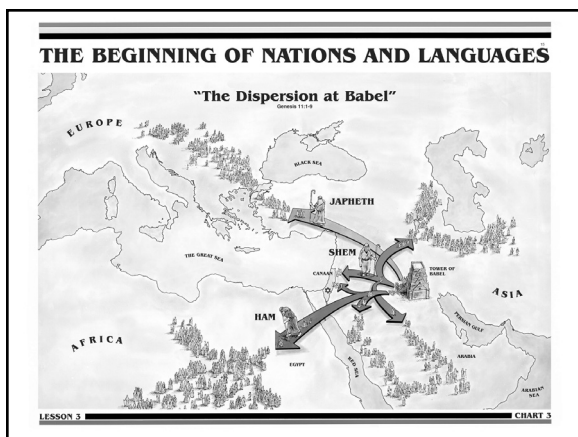 THE BEGINNING OF NATIONS AND LANGUAGES
"The Dispersion at Babel"
Genesis 11:1-9
EUROPE
BLACK SEA
JAPHETH
SHEM
THE GREAT SEA
CANAAN
TOWER OF
BABEL
ASIA
HAM
PERSIAN GULF
AFRICA
EGYPT
RED SEA
ARABIA
ARABIAN
SEA
LESSON 3
CHART 3